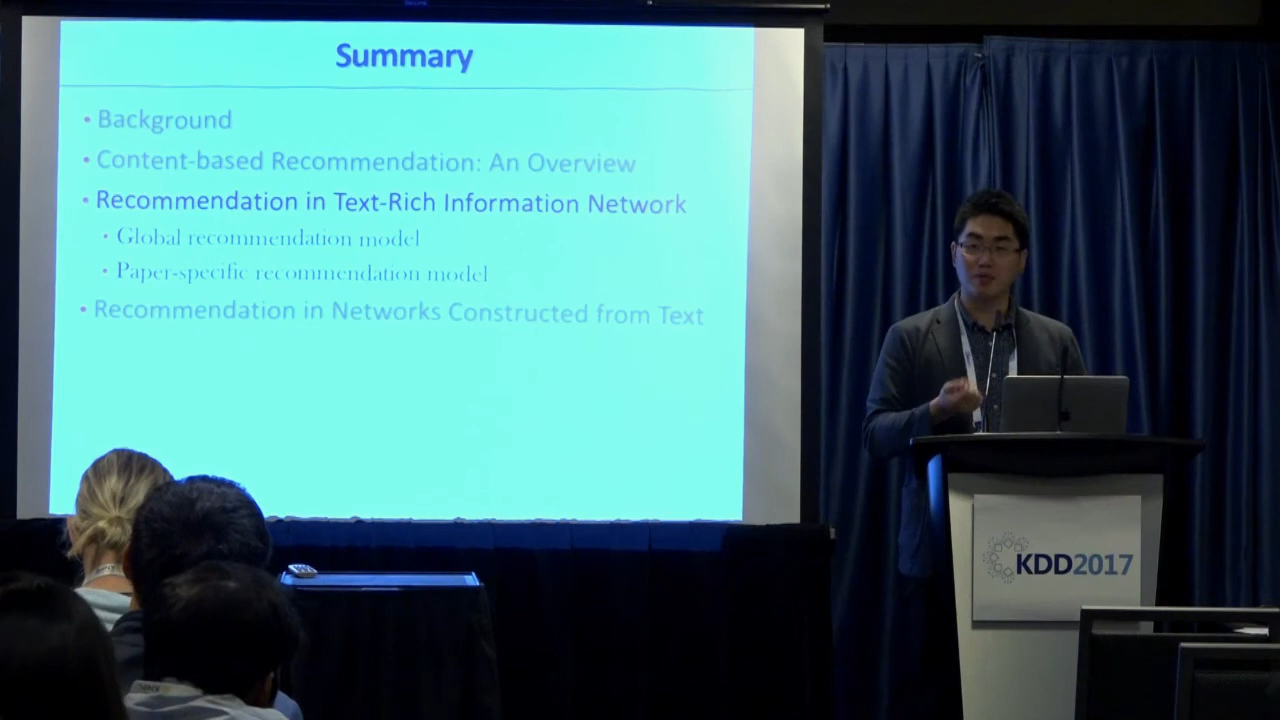 Summary
• Background
• Content-based Recommendation: An Overview
• Recommendation in Text-Rich Information Network
• Global recommendation model
• Paper-specific recommendation model
• Recommendation in Networks Constructed from Text
KDD2017